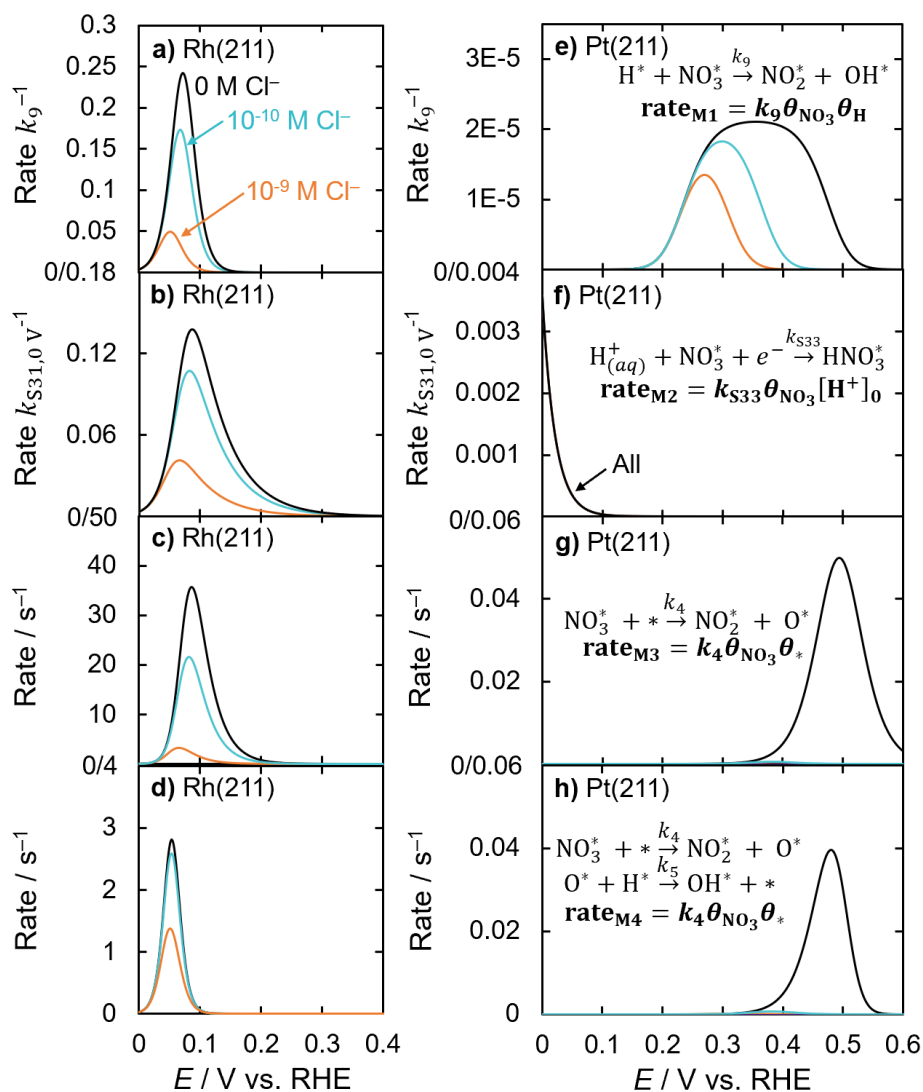 a) Rh(211)
0 M Cl⁻
10⁻¹⁰ M Cl⁻
10⁻⁹ M Cl⁻
Rate k₉⁻¹
0.3
0.25
0.2
0.15
0.1
0.05
0/0.18
b) Rh(211)
Rate k_S31,0 V⁻¹
0.12
0.06
0/50
c) Rh(211)
Rate / s⁻¹
40
30
20
10
0/4
d) Rh(211)
Rate / s⁻¹
3
2
1
0
0 0.1 0.2 0.3 0.4
E / V vs. RHE
e) Pt(211)
H* + NO₃* →(k₉) NO₂* + OH*
rate_M1 = k₉θ_NO₃θ_H
Rate k₉⁻¹
3E-5
2E-5
1E-5
0/0.004
f) Pt(211)
H⁺₍aq₎ + NO₃* + e⁻ →(k_S33) HNO₃*
rate_M2 = k_S33θ_NO₃[H⁺]₀
All
Rate k_S31,0 V⁻¹
0.003
0.002
0.001
0/0.06
g) Pt(211)
NO₃* + * →(k₄) NO₂* + O*
rate_M3 = k₄θ_NO₃θ_*
Rate / s⁻¹
0.04
0.02
0/0.06
h) Pt(211)
NO₃* + * →(k₄) NO₂* + O*
O* + H* →(k₅) OH* + *
rate_M4 = k₄θ_NO₃θ_*
Rate / s⁻¹
0.04
0.02
0
0 0.1 0.2 0.3 0.4 0.5 0.6
E / V vs. RHE